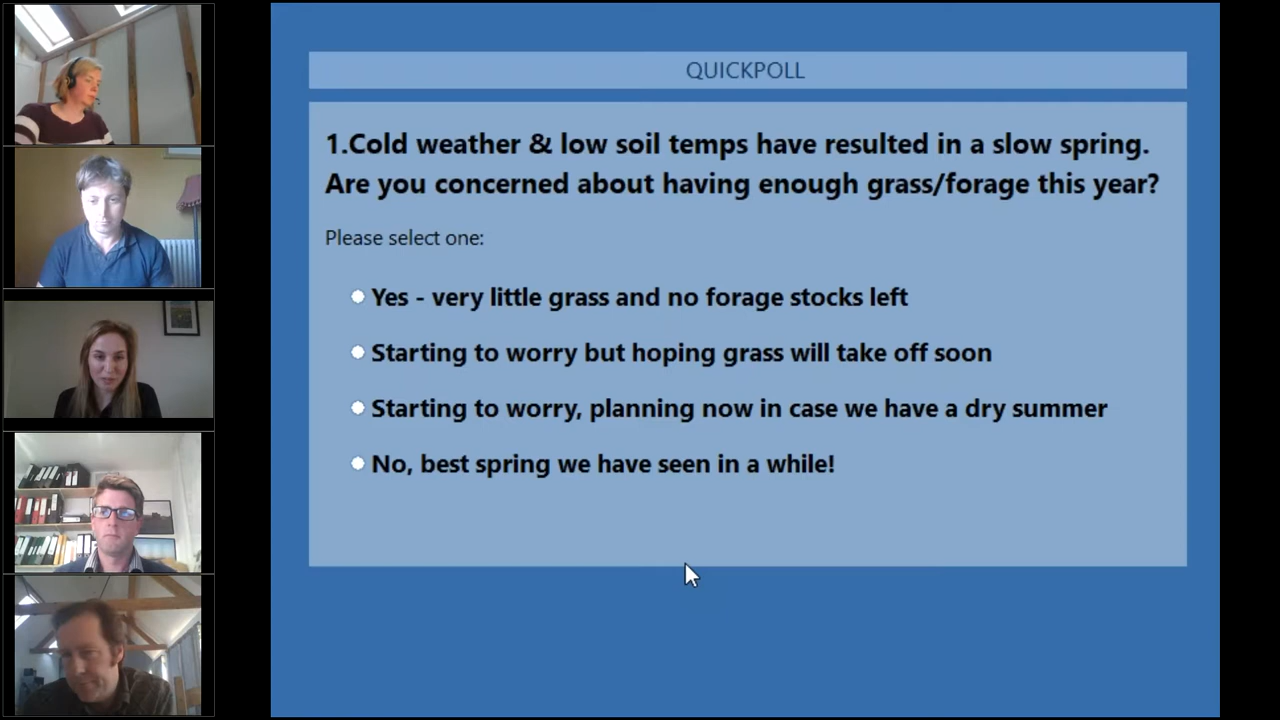 QUICKPOLL
1.Cold weather & low soil temps have resulted in a slow spring.
Are you concerned about having enough grass/forage this year?
Please select one:
Yes - very little grass and no forage stocks left
Starting to worry but hoping grass will take off soon
Starting to worry, planning now in case we have a dry summer
No, best spring we have seen in a while!